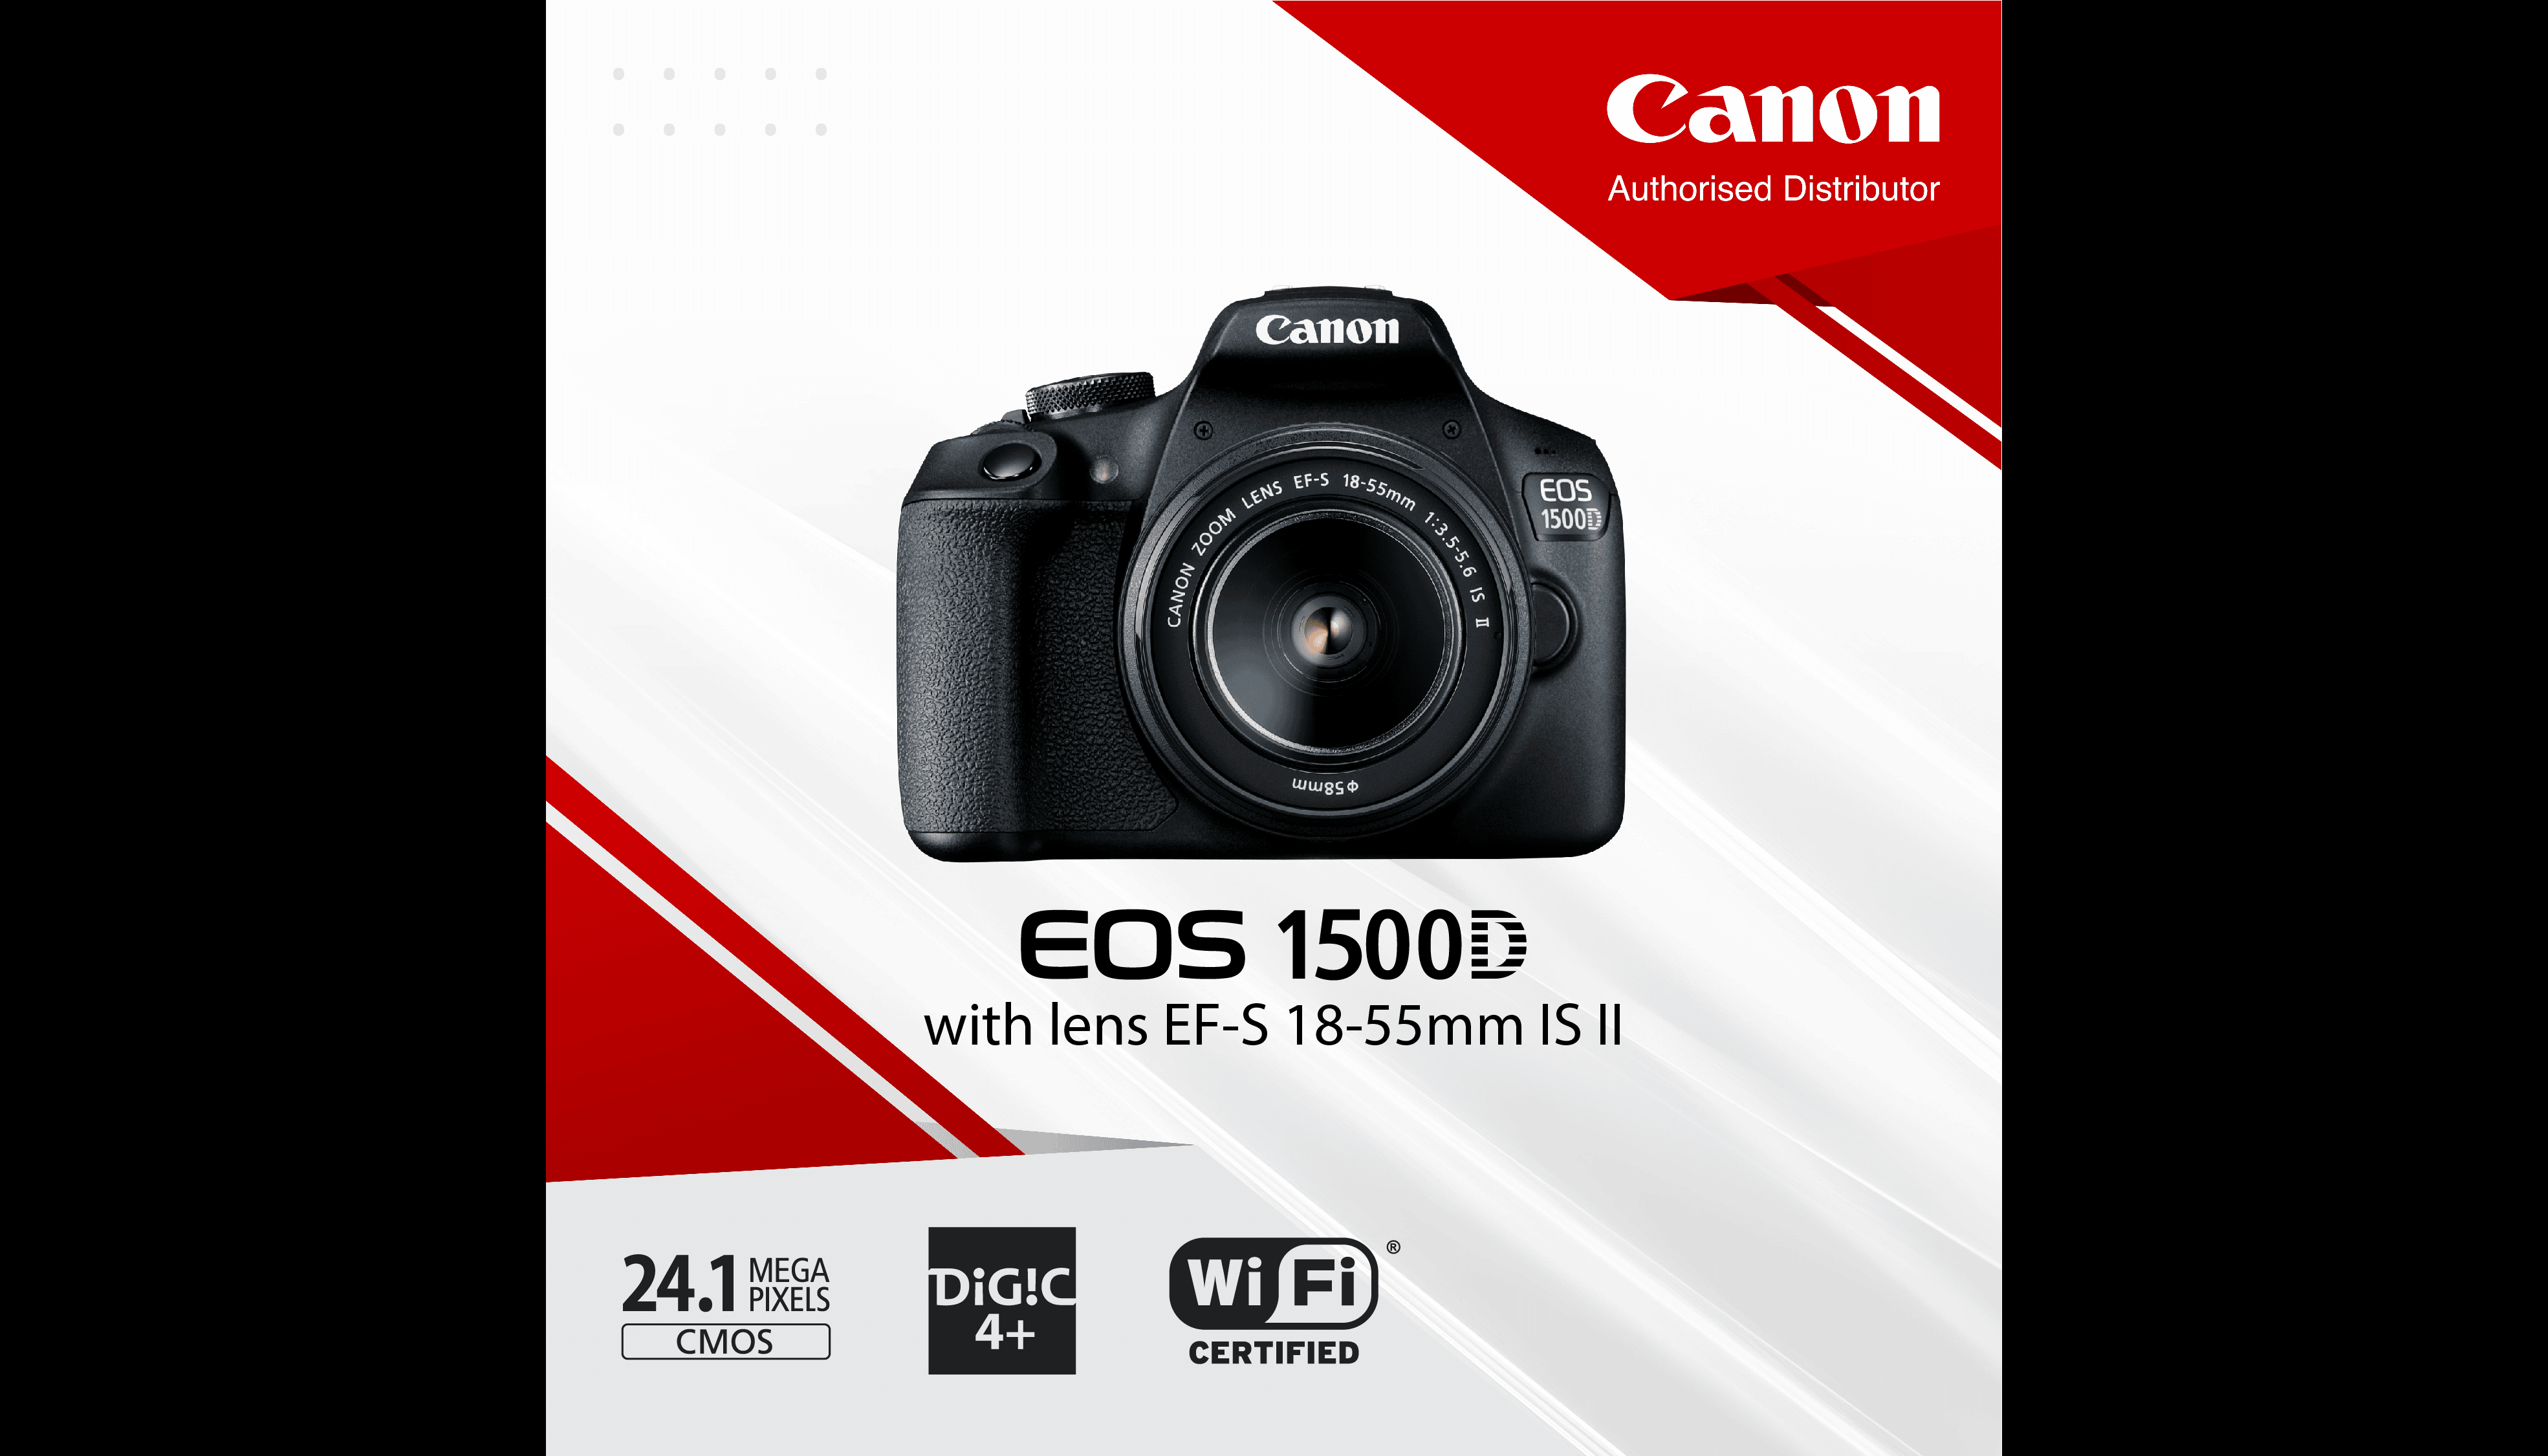 Canon
Authorised Distributor
Canon
EOS
1500D
CANON ZOOM LENS EF-S 18-55mm 1:3.5-5.6 IS II
Φ58mm
EOS 1500D
with lens EF-S 18-55mm IS II
24.1 MEGA PIXELS
CMOS
DiG!C
4+
Wi Fi ®
CERTIFIED